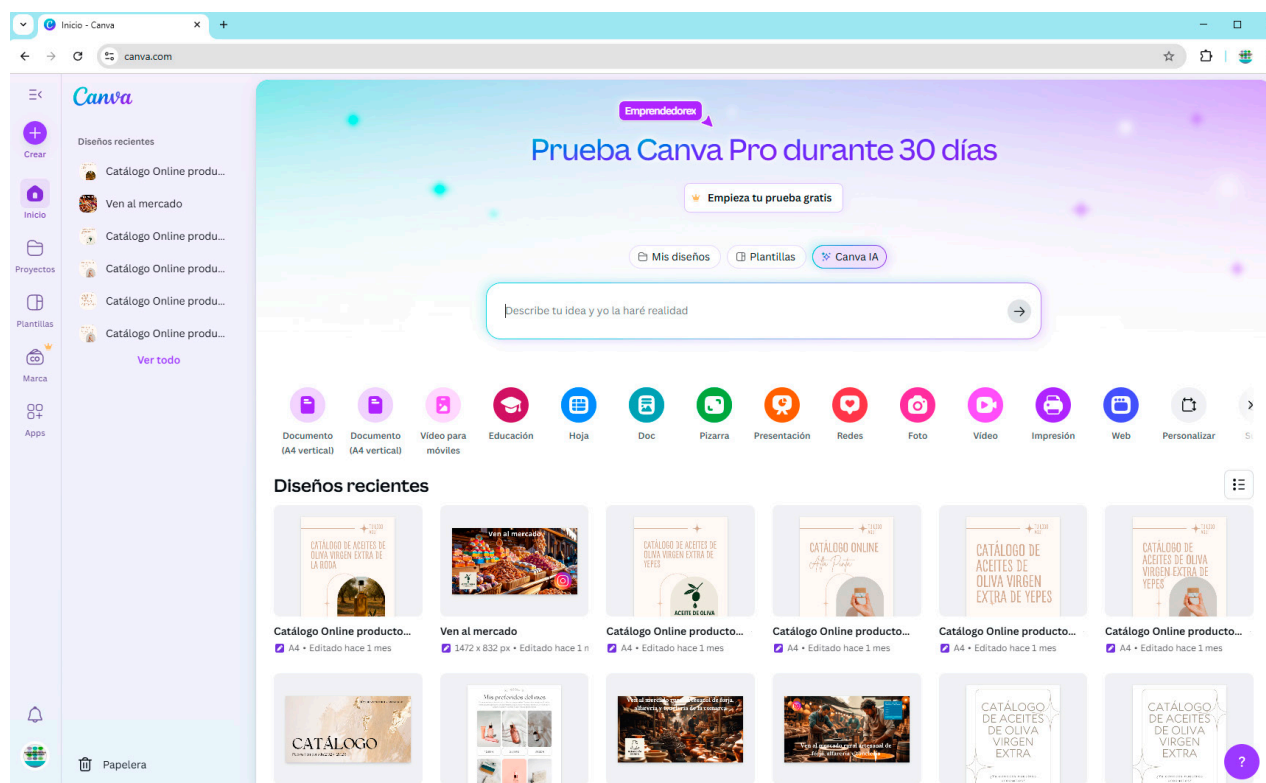 Inicio - Canva
canva.com
Canva
Crear
Inicio
Proyectos
Plantillas
Marca
Apps
Diseños recientes
Catálogo Online produ...
Ven al mercado
Catálogo Online produ...
Catálogo Online produ...
Catálogo Online produ...
Catálogo Online produ...
Ver todo
Papelera
Emprendedorex
Prueba Canva Pro durante 30 días
Empieza tu prueba gratis
Mis diseños
Plantillas
Canva IA
Describe tu idea y yo la haré realidad
Documento (A4 vertical)
Documento (A4 vertical)
Vídeo para móviles
Educación
Hoja
Doc
Pizarra
Presentación
Redes
Foto
Vídeo
Impresión
Web
Personalizar
Diseños recientes
CATÁLOGO DE ACEITES DE
OLIVA VIRGEN EXTRA DE
LA BODA
Ven al mercado
CATÁLOGO DE ACEITES DE
OLIVA VIRGEN EXTRA DE
YEPES
ACEITE DE OLIVA
CATÁLOGO ONLINE
CATÁLOGO DE
ACEITES DE
OLIVA VIRGEN
EXTRA DE YEPES
CATÁLOGO DE
ACEITES DE OLIVA
VIRGEN EXTRA DE
YEPES
Catálogo Online producto...
A4 • Editado hace 1 mes
Ven al mercado
1472 x 832 px • Editado hace 1 n
Catálogo Online producto...
A4 • Editado hace 1 mes
Catálogo Online producto...
A4 • Editado hace 1 mes
Catálogo Online producto...
A4 • Editado hace 1 mes
Catálogo Online producto...
A4 • Editado hace 1 mes
CATÁLOGO
Mis preferidos del mes
Ven al mercado rural artesanal de
forja, alfarería y
CATÁLOGO
DE ACEITES
DE OLIVA
VIRGEN
EXTRA
CATÁLOGO
DE ACEITES
DE OLIVA
VIRGEN
EXTRA
?